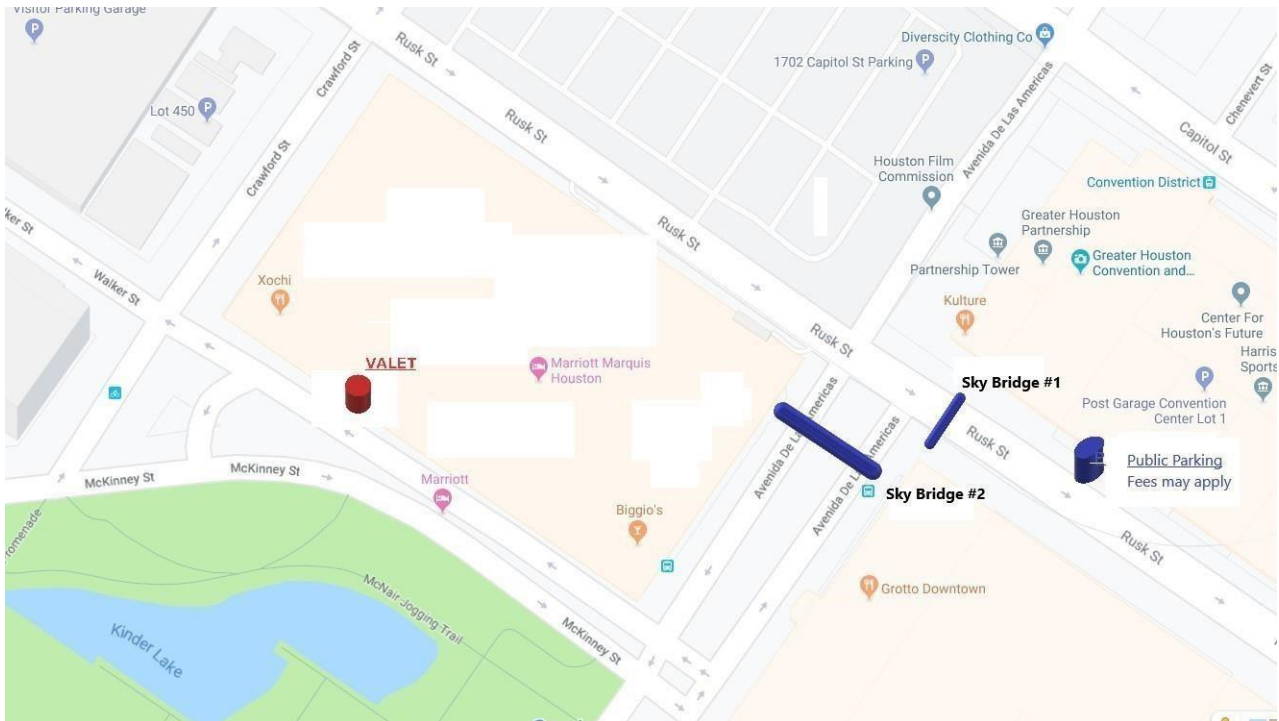 Visitor Parking Garage
Rusk St
Crawford St
Diverscity Clothing Co
1702 Capitol St Parking
Lot 450
Rusk St
Avenida De Las Americas
Chenevert St
Capitol St
Crawford St
Houston Film
Commission
Convention District
Greater Houston
Partnership
Rusk St
Partnership Tower
Greater Houston
Convention and...
ker St
Walker St
Xochi
Kulture
Center For
Houston's Future
Rusk St
Harris
Sports
VALET
Marriott Marquis
Houston
Sky Bridge #1
Post Garage Convention
Center Lot 1
Avenida De Las Americas
Avenida De Las Americas
Rusk St
Public Parking
Fees may apply
McKinney St
McKinney St
Marriott
Sky Bridge #2
Biggio's
Promenade
Rusk St
Grotto Downtown
McNair Jogging Trail
McKinney St
Kinder Lake